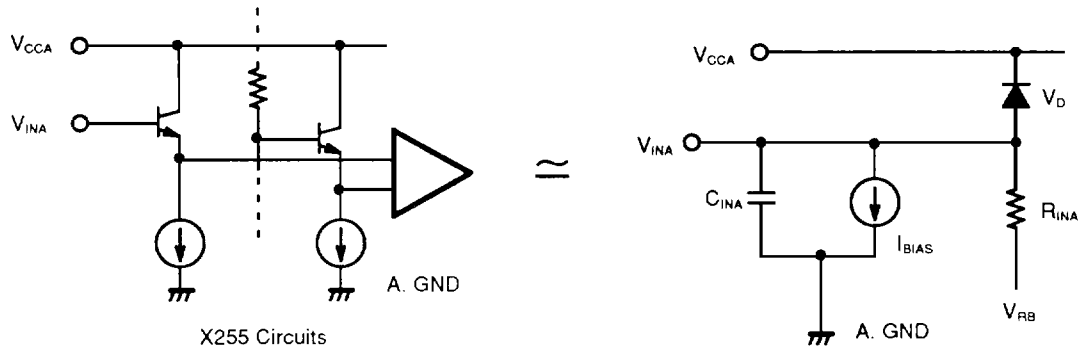 VCCA
VINA
A. GND
X255 Circuits
≃
VCCA
VD
VINA
CINA
IBIAS
RINA
VRB
A. GND